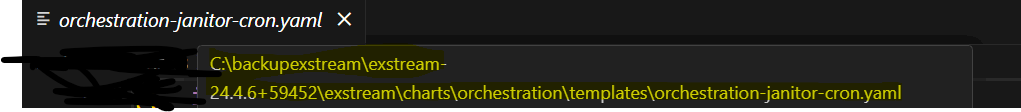 orchestration-janitor-cron.yaml
C:\backupexstream\exstream-
24.4.6+59452\exstream\charts\orchestration\templates\orchestration-janitor-cron.yaml